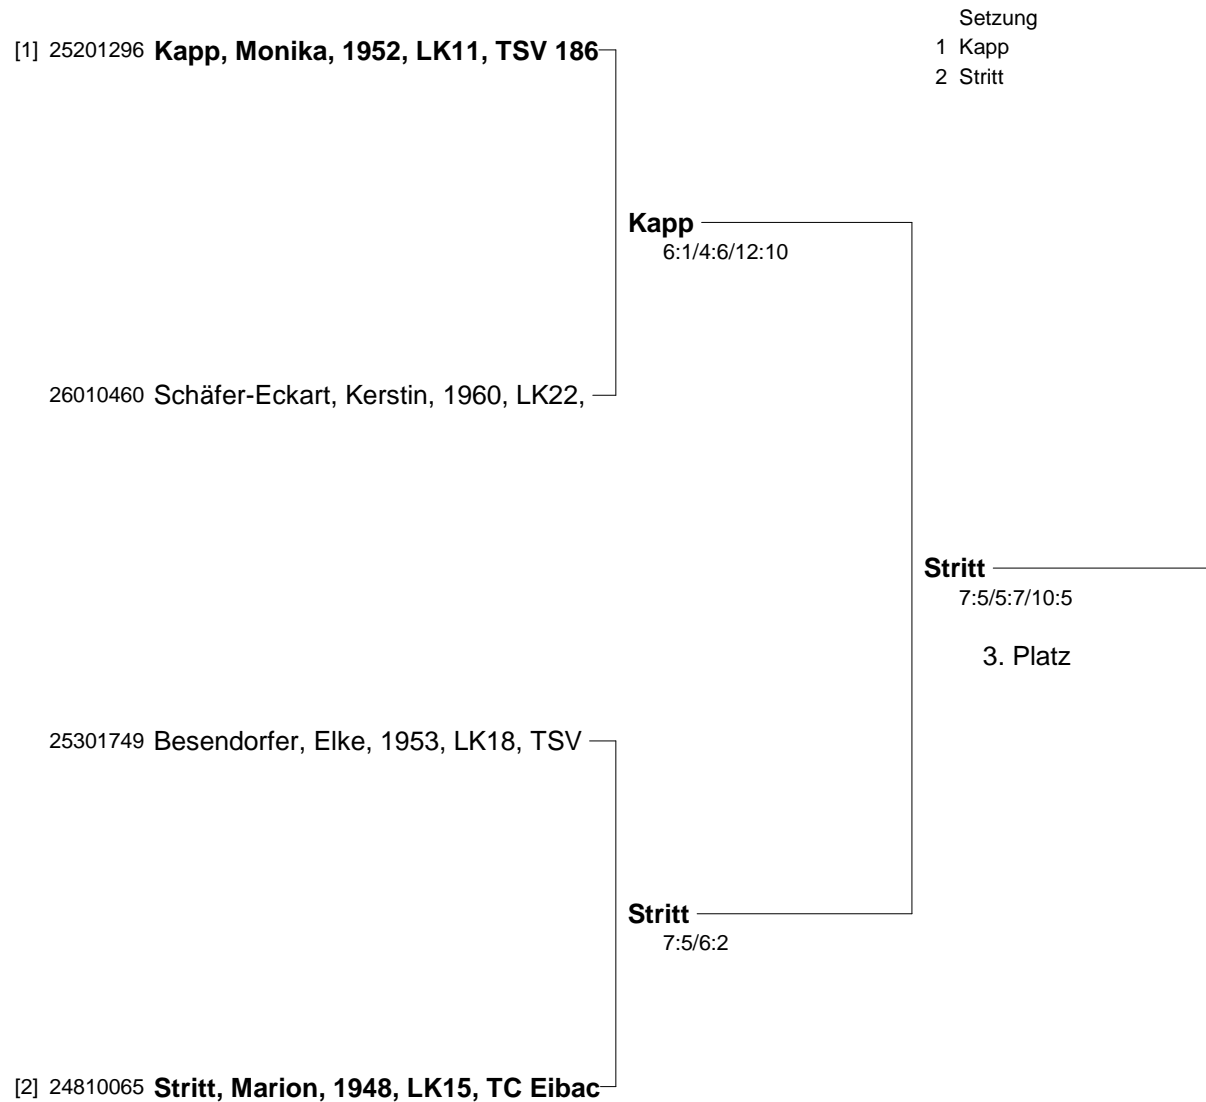 Setzung
1 Kapp
2 Stritt
[1] 25201296 Kapp, Monika, 1952, LK11, TSV 186
Kapp
6:1/4:6/12:10
26010460 Schäfer-Eckart, Kerstin, 1960, LK22,
Stritt
7:5/5:7/10:5
3. Platz
25301749 Besendorfer, Elke, 1953, LK18, TSV
Stritt
7:5/6:2
[2] 24810065 Stritt, Marion, 1948, LK15, TC Eibac